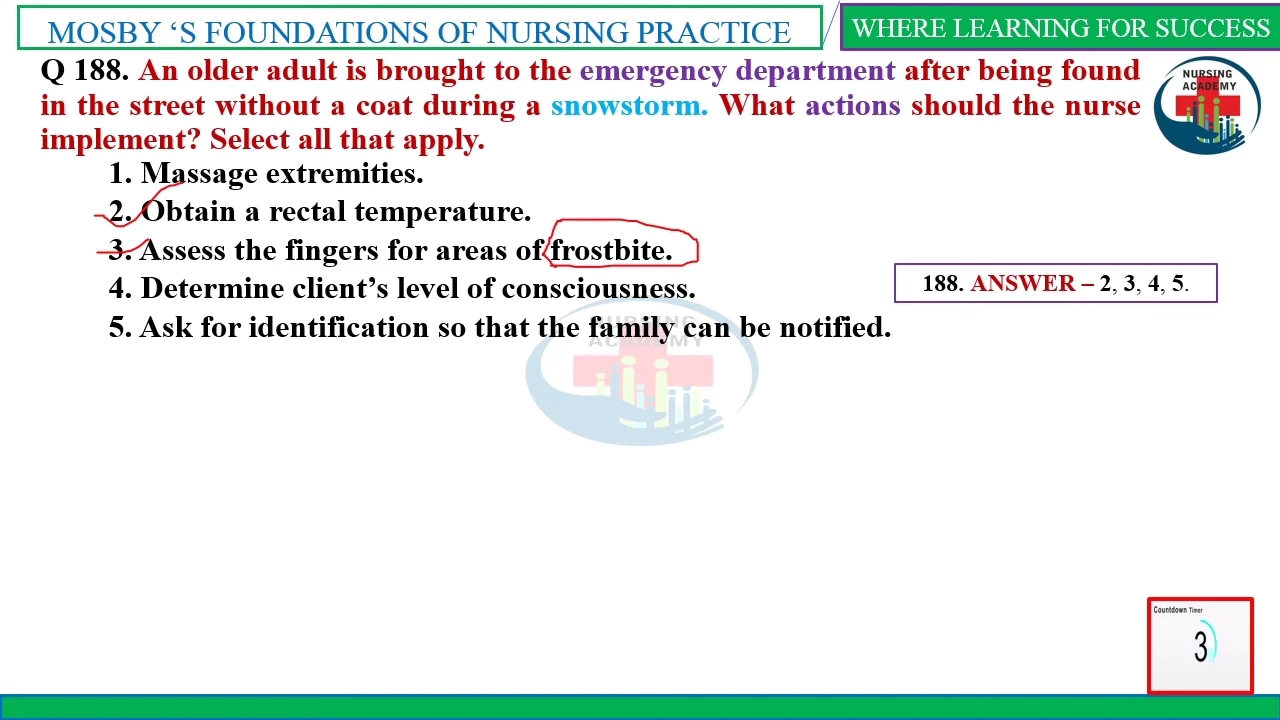 MOSBY ‘S FOUNDATIONS OF NURSING PRACTICE
WHERE LEARNING FOR SUCCESS
Q 188. An older adult is brought to the emergency department after being found
in the street without a coat during a snowstorm. What actions should the nurse
implement? Select all that apply.
NURSING
ACADEMY
1. Massage extremities.
2. Obtain a rectal temperature.
3. Assess the fingers for areas of frostbite.
4. Determine client’s level of consciousness.
188. ANSWER – 2, 3, 4, 5.
5. Ask for identification so that the family can be notified.
NURSING
ACADEMY
Countdown Timer
3